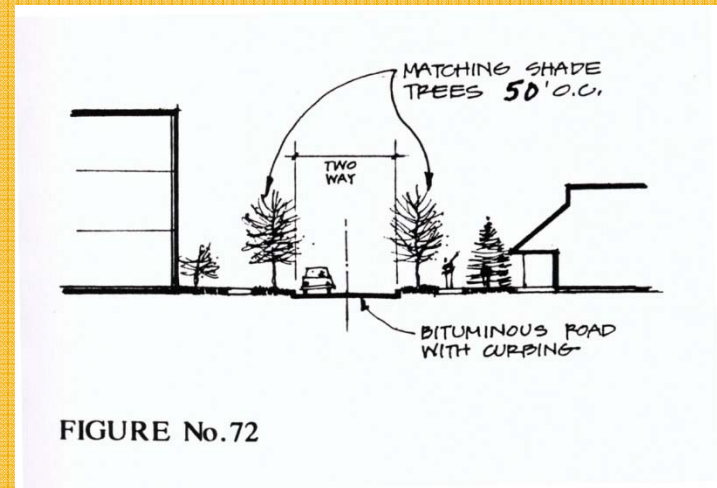 MATCHING SHADE
TREES 50' O.C.
TWO
WAY
BITUMINOUS ROAD
WITH CURBING
FIGURE No.72